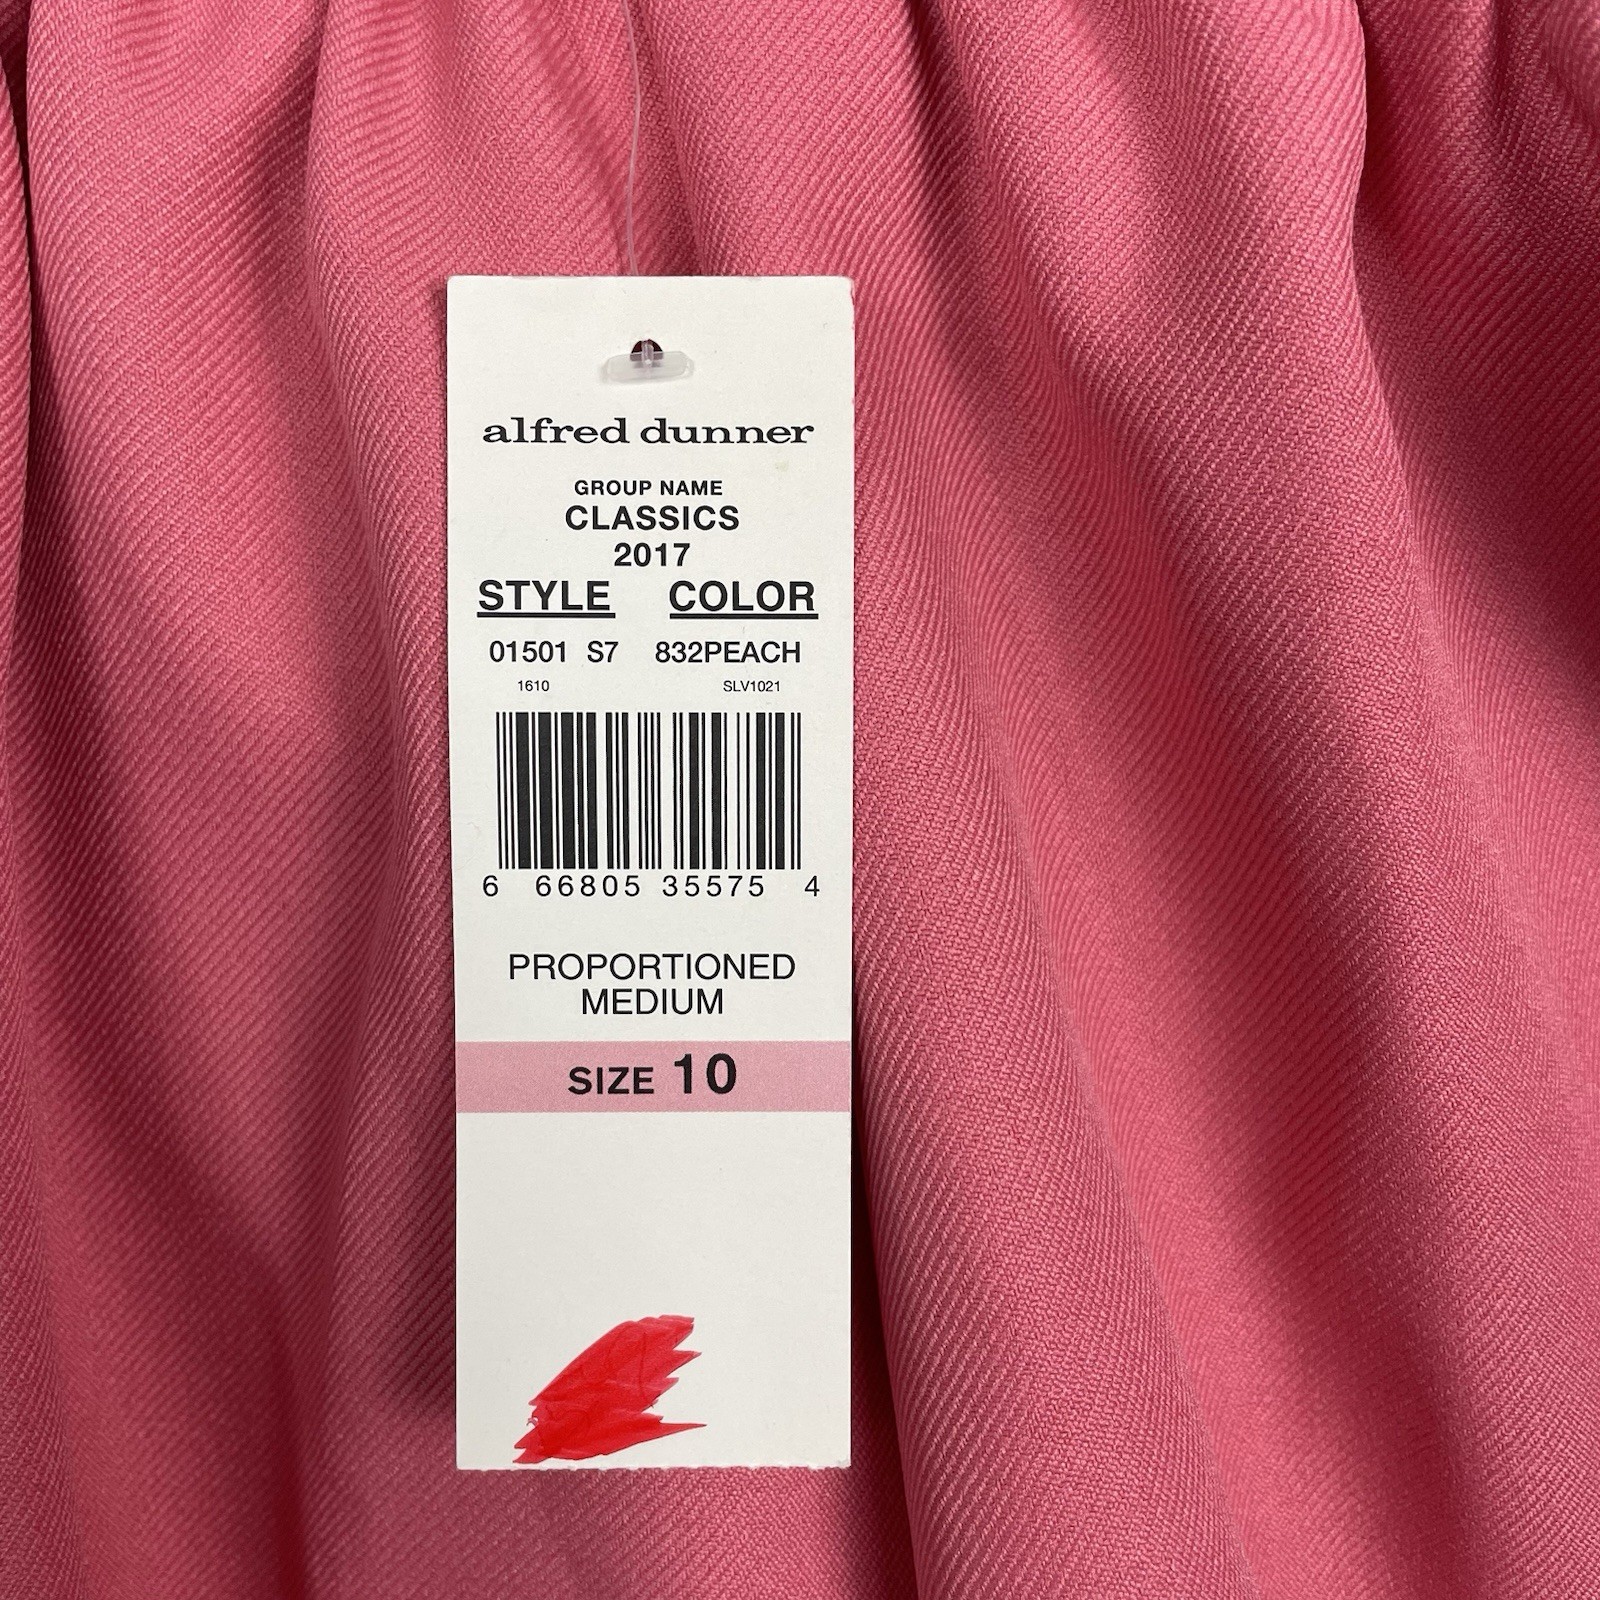 alfred dunner
GROUP NAME
CLASSICS
2017
STYLE COLOR
01501 S7 832PEACH
1610 SLV1021
6 66805 35575 4
PROPORTIONED
MEDIUM
SIZE 10